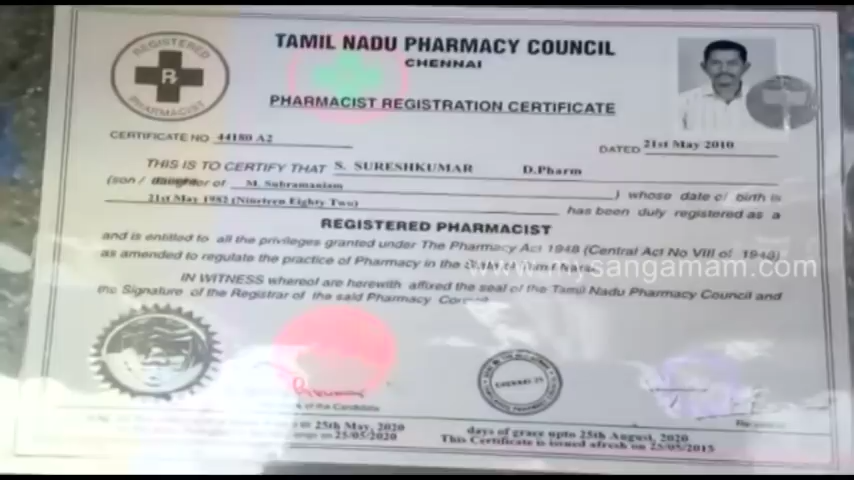 REGISTERED
Rx
PHARMACIST
TAMIL NADU PHARMACY COUNCIL
CHENNAI
PHARMACIST REGISTRATION CERTIFICATE
CERTIFICATE NO 44180 A2
DATED 21st May 2010
THIS IS TO CERTIFY THAT S. SURESHKUMAR D.Pharm
(son / daughter of M. Subramaniam ) whose date of birth is
21st May 1982 (Nineteen Eighty Two) has been duly registered as a
REGISTERED PHARMACIST
and is entitled to all the privileges granted under The Pharmacy Act 1948 (Central Act No VIII of 1948)
as amended to regulate the practice of Pharmacy in the
www.mysangamam.com
IN WITNESS whereof are herewith affixed the seal of the Tamil Nadu Pharmacy Council and
the Signature of the Registrar of the said Pharmacy
CHENNAI
of the Candidate
25th May, 2020
25/05/2020
days of grace upto 25th August, 2020
This Certificate is issued afresh on 25/05/2015